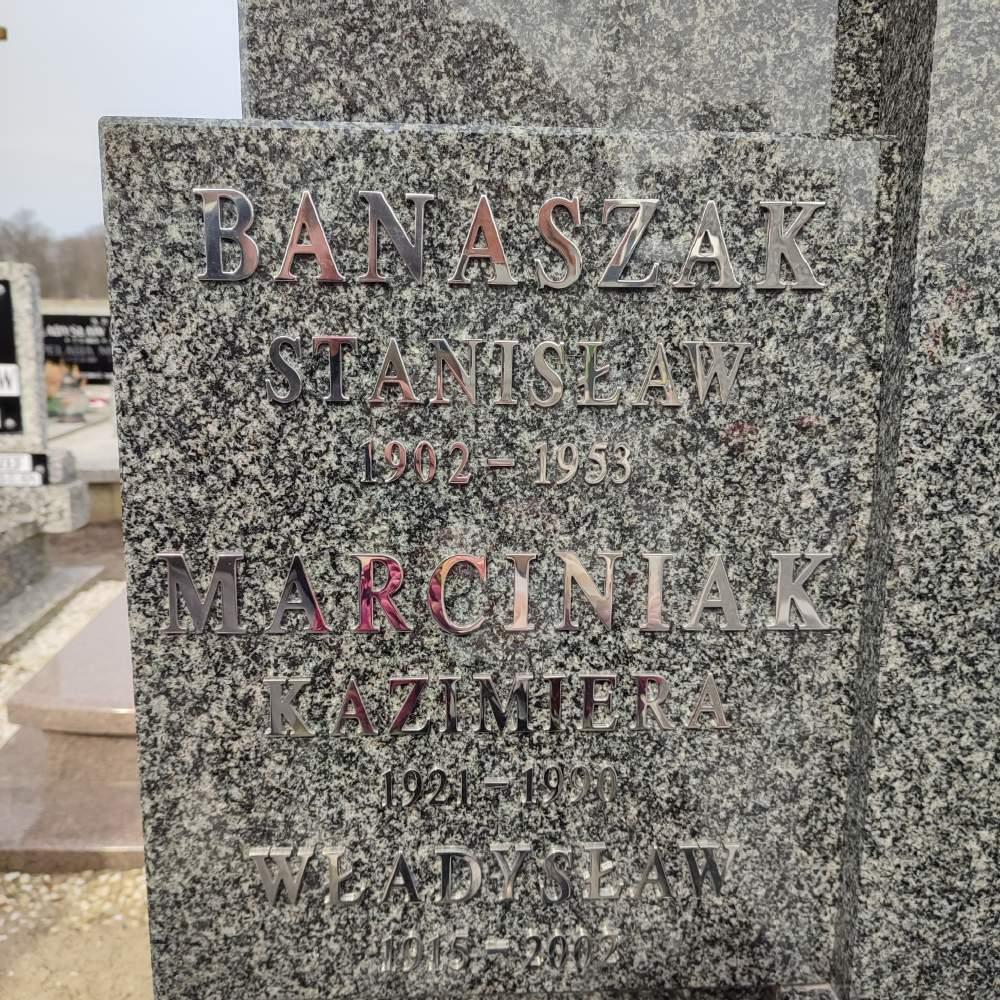 BANASZAK
STANISŁAW
1902 - 1953
MARCINIAK
KAZIMIERA
1921 - 1990
WŁADYSŁAW
1915 - 2002